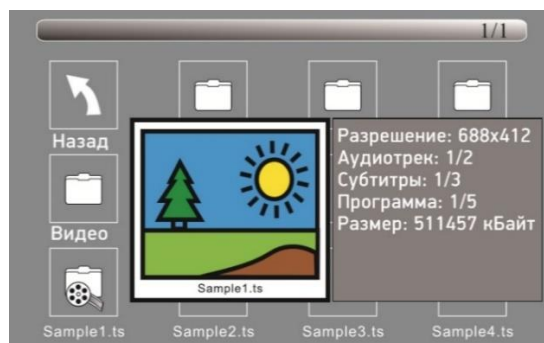 1/1
Назад
Разрешение: 688x412
Аудиотрек: 1/2
Субтитры: 1/3
Программа: 1/5
Размер: 511457 кБайт
Видео
Sample1.ts
Sample1.ts
Sample2.ts
Sample3.ts
Sample4.ts